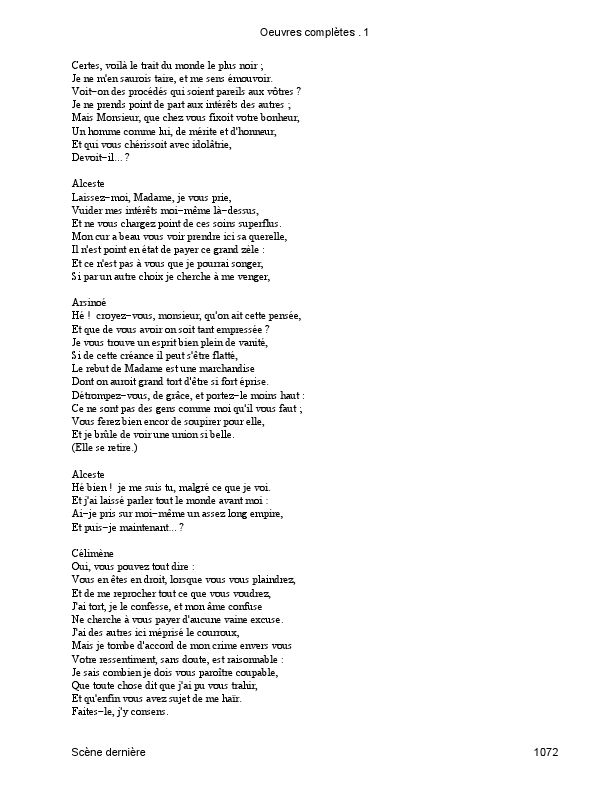 Oeuvres complètes . 1
Certes, voilà le trait du monde le plus noir ;
Je ne m'en saurois taire, et me sens émouvoir.
Voit−on des procédés qui soient pareils aux vôtres ?
Je ne prends point de part aux intérêts des autres ;
Mais Monsieur, que chez vous fixoit votre bonheur,
Un homme comme lui, de mérite et d'honneur,
Et qui vous chérissoit avec idolâtrie,
Devoit−il... ?
Alceste
Laissez−moi, Madame, je vous prie,
Vuider mes intérêts moi−même là−dessus,
Et ne vous chargez point de ces soins superflus.
Mon cur a beau vous voir prendre ici sa querelle,
Il n'est point en état de payer ce grand zèle :
Et ce n'est pas à vous que je pourrai songer,
Si par un autre choix je cherche à me venger,
Arsinoé
Hé ! croyez−vous, monsieur, qu'on ait cette pensée,
Et que de vous avoir on soit tant empressée ?
Je vous trouve un esprit bien plein de vanité,
Si de cette créance il peut s'être flatté,
Le rebut de Madame est une marchandise
Dont on auroit grand tort d'être si fort éprise.
Détrompez−vous, de grâce, et portez−le moins haut :
Ce ne sont pas des gens comme moi qu'il vous faut ;
Vous ferez bien encor de soupirer pour elle,
Et je brûle de voir une union si belle.
(Elle se retire.)
Alceste
Hé bien ! je me suis tu, malgré ce que je voi.
Et j'ai laissé parler tout le monde avant moi :
Ai−je pris sur moi−même un assez long empire,
Et puis−je maintenant... ?
Célimène
Oui, vous pouvez tout dire :
Vous en êtes en droit, lorsque vous vous plaindrez,
Et de me reprocher tout ce que vous voudrez,
J'ai tort, je le confesse, et mon âme confuse
Ne cherche à vous payer d'aucune vaine excuse.
J'ai des autres ici méprisé le courroux,
Mais je tombe d'accord de mon crime envers vous
Votre ressentiment, sans doute, est raisonnable :
Je sais combien je dois vous paroître coupable,
Que toute chose dit que j'ai pu vous trahir,
Et qu'enfin vous avez sujet de me haïr.
Faites−le, j'y consens.
Scène dernière
1072